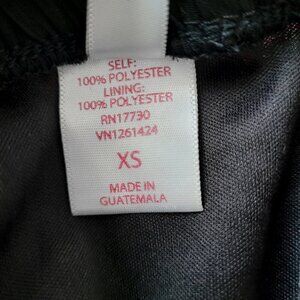 SELF:
100% POLYESTER
LINING:
100% POLYESTER
RN17730
VN1261424
XS
MADE IN
GUATEMALA